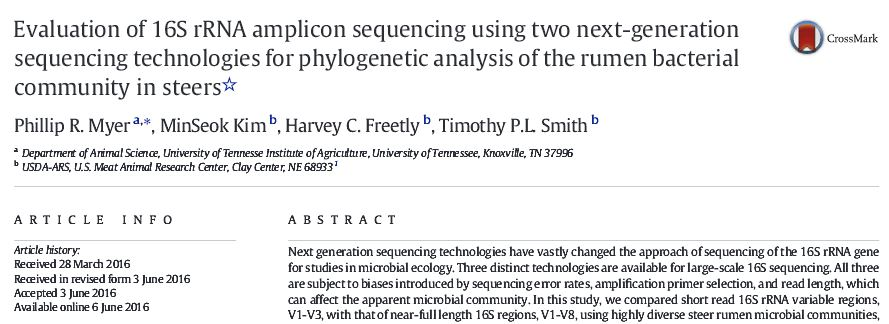 Evaluation of 16S rRNA amplicon sequencing using two next-generation
sequencing technologies for phylogenetic analysis of the rumen bacterial
community in steers☆
CrossMark
Phillip R. Myer a,*, MinSeok Kim b, Harvey C. Freetly b, Timothy P.L. Smith b
a Department of Animal Science, University of Tennesse Institute of Agriculture, University of Tennessee, Knoxville, TN 37996
b USDA-ARS, U.S. Meat Animal Research Center, Clay Center, NE 68933 1
ARTICLE INFO
Article history:
Received 28 March 2016
Received in revised form 3 June 2016
Accepted 3 June 2016
Available online 6 June 2016
ABSTRACT
Next generation sequencing technologies have vastly changed the approach of sequencing of the 16S rRNA gene
for studies in microbial ecology. Three distinct technologies are available for large-scale 16S sequencing. All three
are subject to biases introduced by sequencing error rates, amplification primer selection, and read length, which
can affect the apparent microbial community. In this study, we compared short read 16S rRNA variable regions,
V1-V3, with that of near-full length 16S regions, V1-V8, using highly diverse steer rumen microbial communities,